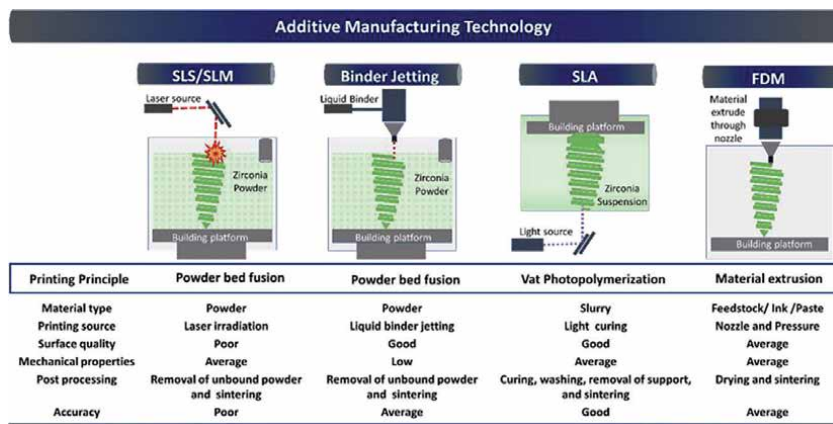 Additive Manufacturing Technology
SLS/SLM
Binder Jetting
SLA
FDM
Laser source
Zirconia
Powder
Building platform
Liquid Binder
Zirconia
Powder
Building platform
Building platform
Zirconia
Suspension
Light source
Material
extrude
through
nozzle
Building platform
Printing Principle Powder bed fusion Powder bed fusion Vat Photopolymerization Material extrusion
Material type Powder Powder Slurry Feedstock/ Ink /Paste
Printing source Laser irradiation Liquid binder jetting Light curing Nozzle and Pressure
Surface quality Poor Good Good Average
Mechanical properties Average Low Average Average
Post processing Removal of unbound powder Removal of unbound powder Curing, washing, removal of support, Drying and sintering
and sintering and sintering and sintering
Accuracy Poor Average Good Average